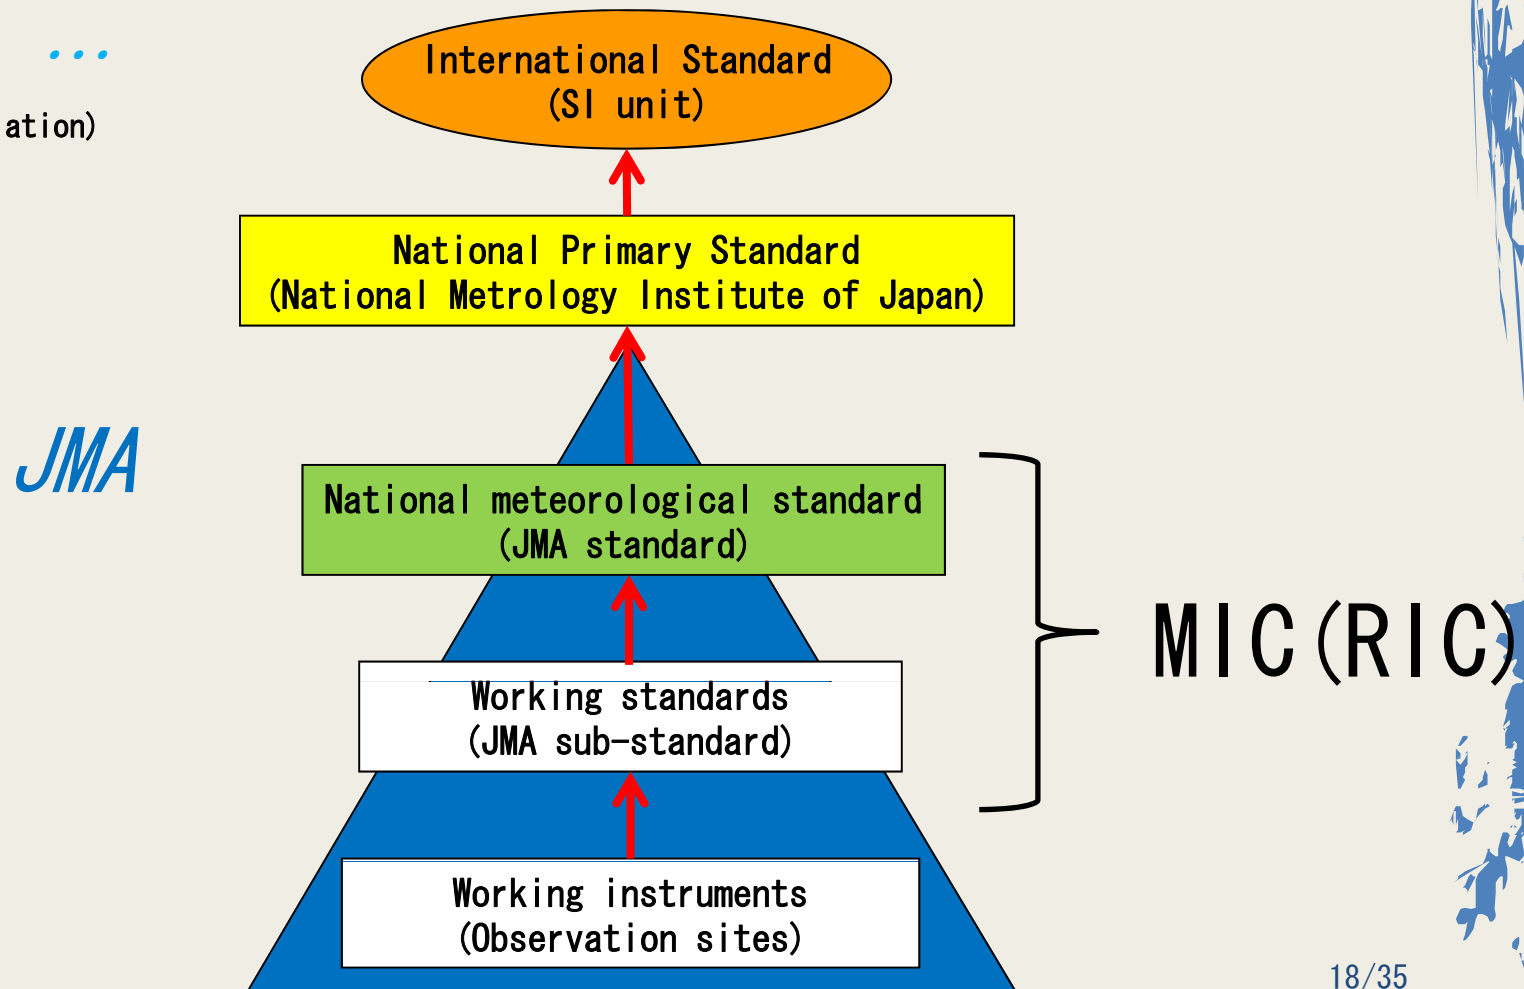 ...
ation)
International Standard
(SI unit)
National Primary Standard
(National Metrology Institute of Japan)
JMA
National meteorological standard
(JMA standard)
Working standards
(JMA sub-standard)
MIC(RIC)
Working instruments
(Observation sites)
18/35